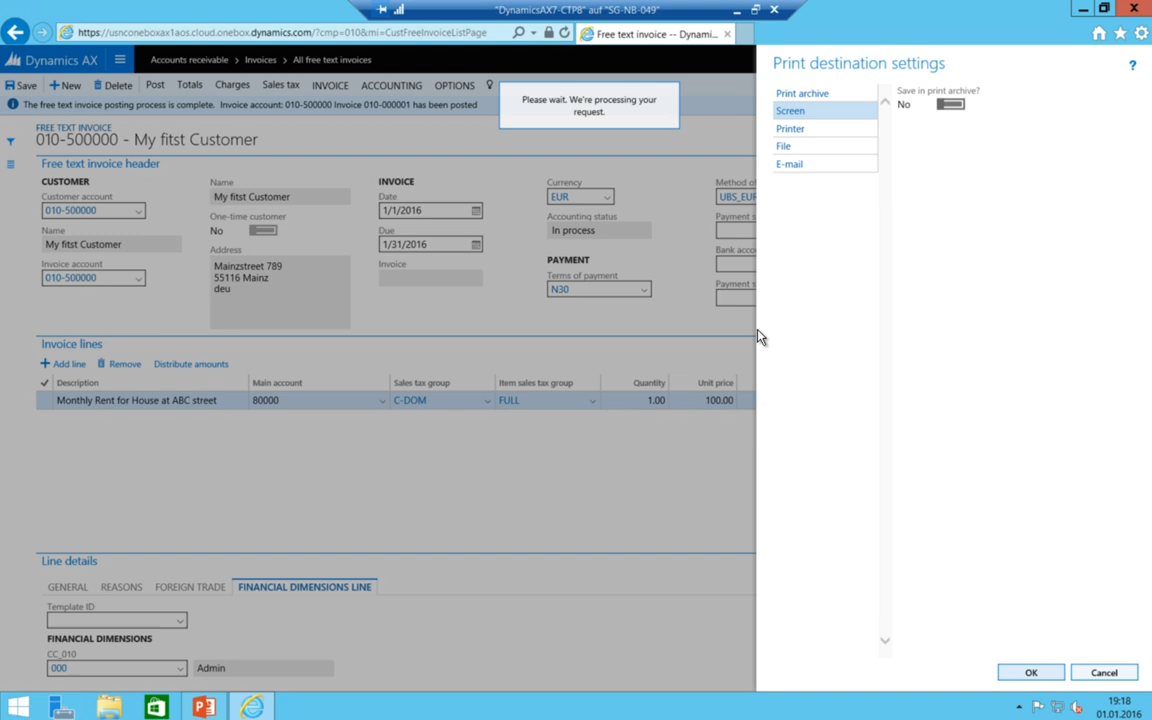 "DynamicsAX7-CTP8" auf "SG-NB-049"
https://usnconeboxax1aos.cloud.onebox.dynamics.com/?cmp=010&mi=CustFreeInvoiceListPage
Free text invoice -- Dynami...
Dynamics AX
Accounts receivable > Invoices > All free text invoices
Save
New
Delete
Post
Totals
Charges
Sales tax
INVOICE
ACCOUNTING
OPTIONS
The free text invoice posting process is complete. Invoice account: 010-500000 Invoice 010-000001 has been posted
Please wait. We're processing your
request.
FREE TEXT INVOICE
010-500000 - My fitst Customer
Free text invoice header
CUSTOMER
Customer account
010-500000
Name
My fitst Customer
Invoice account
010-500000
Name
My fitst Customer
One-time customer
No
Address
Mainzstreet 789
55116 Mainz
deu
INVOICE
Date
1/1/2016
Due
1/31/2016
Invoice
Currency
EUR
Accounting status
In process
PAYMENT
Terms of payment
N30
Method of
UBS_EUR
Payment s
Bank acco
Payment s
Invoice lines
Add line
Remove
Distribute amounts
Description
Main account
Sales tax group
Item sales tax group
Quantity
Unit price
Monthly Rent for House at ABC street
80000
C-DOM
FULL
1.00
100.00
Line details
GENERAL
REASONS
FOREIGN TRADE
FINANCIAL DIMENSIONS LINE
Template ID
FINANCIAL DIMENSIONS
CC_010
000
Admin
Print destination settings
?
Print archive
Screen
Printer
File
E-mail
Save in print archive?
No
OK
Cancel
19:18
01.01.2016